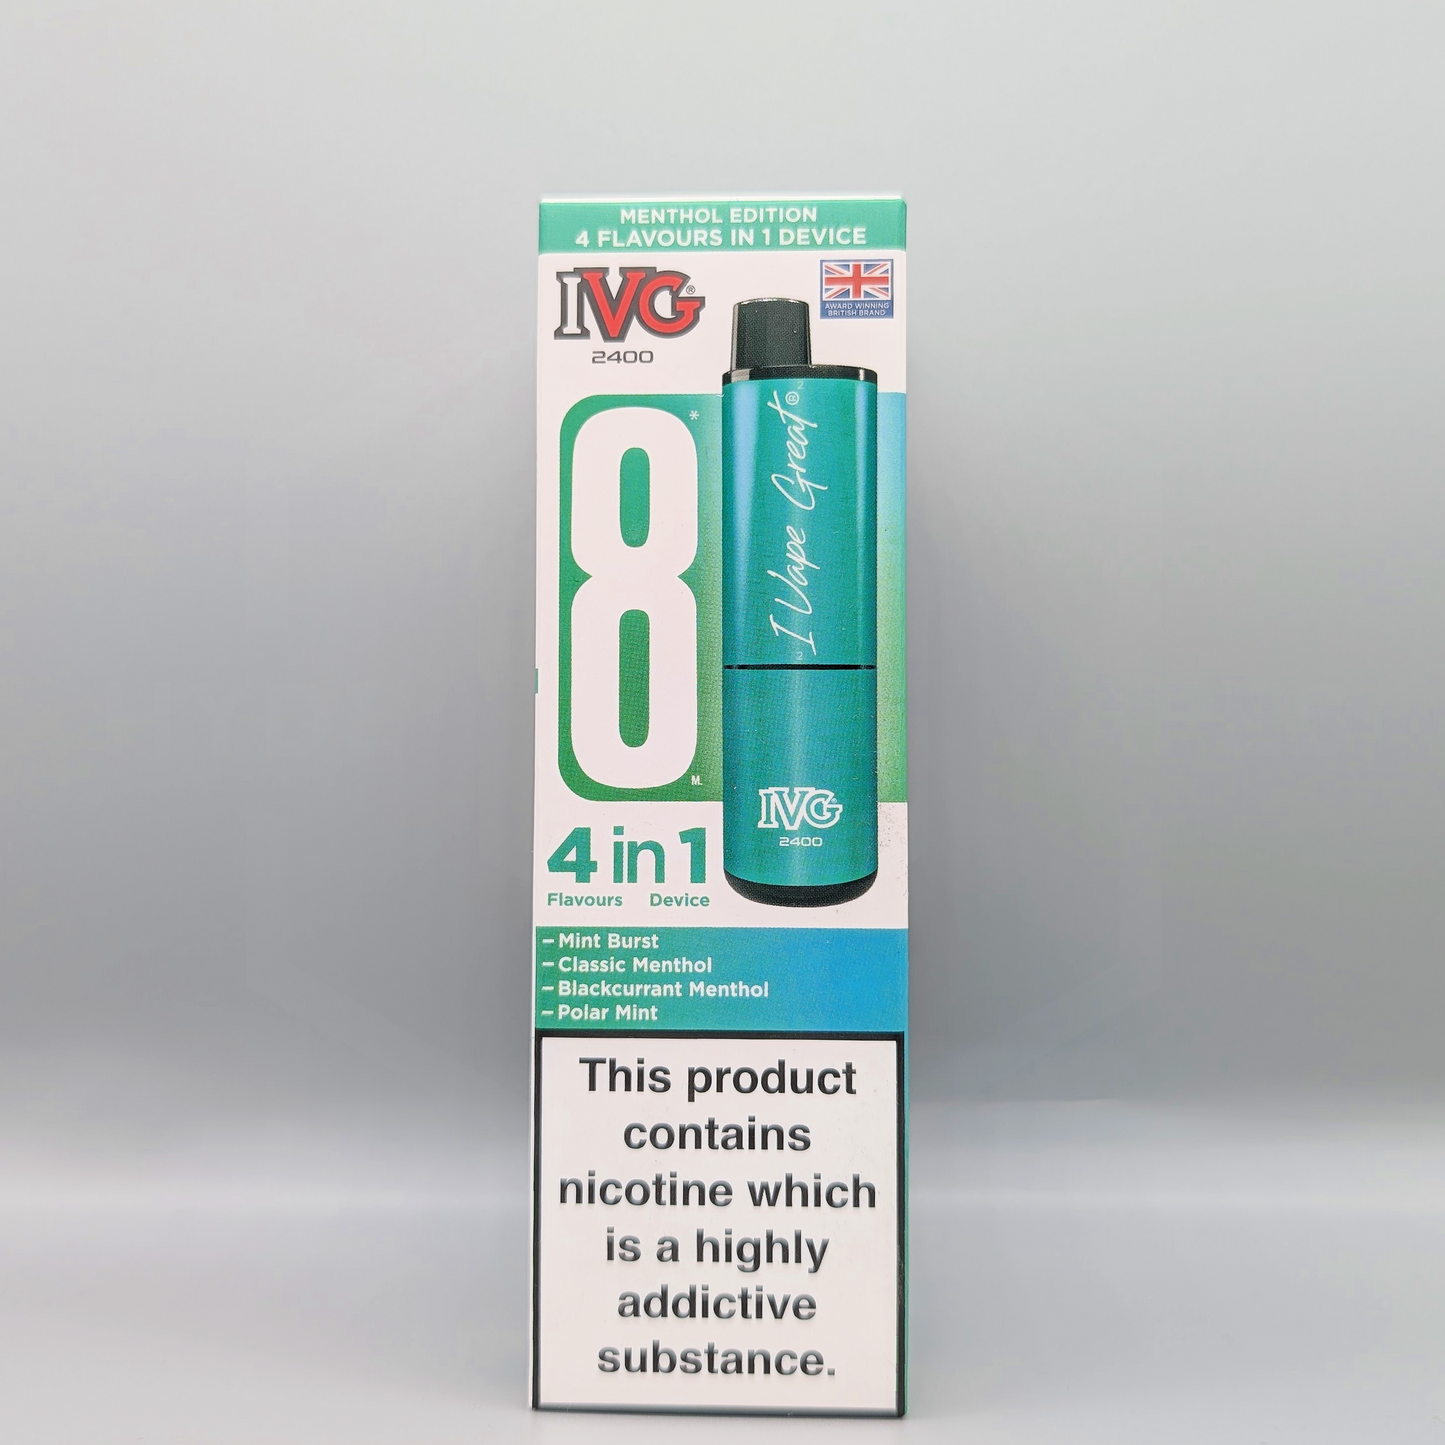 MENTHOL EDITION
4 FLAVOURS IN 1 DEVICE
IVG®
2400
AWARD WINNING
BRITISH BRAND
8*
M.
I Vape Great®
2
2
IVG®
2400
4 in 1
Flavours Device
– Mint Burst
– Classic Menthol
– Blackcurrant Menthol
– Polar Mint
This product
contains
nicotine which
is a highly
addictive
substance.